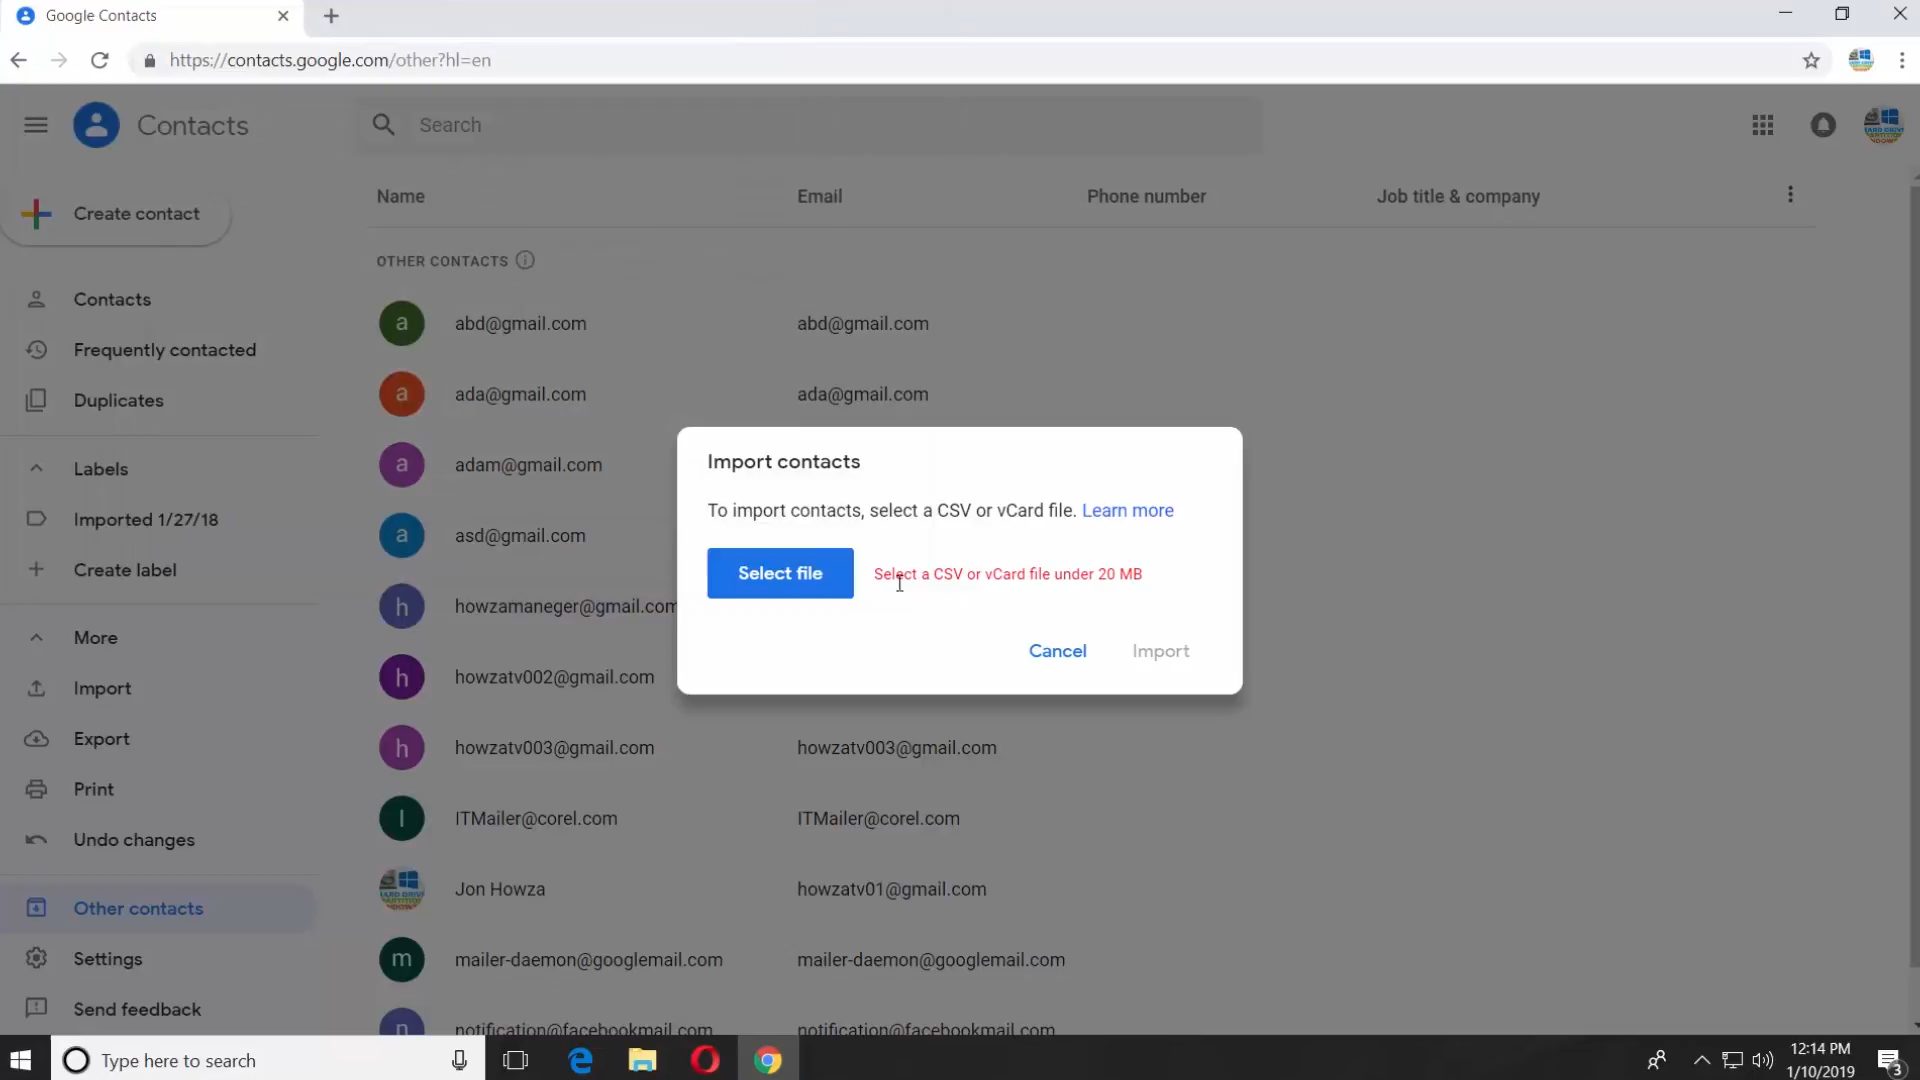 Google Contacts
https://contacts.google.com/other?hl=en
Contacts
Search
Create contact
Contacts
Frequently contacted
Duplicates
Labels
Imported 1/27/18
Create label
More
Import
Export
Print
Undo changes
Other contacts
Settings
Send feedback
Name Email Phone number Job title & company
OTHER CONTACTS
a abd@gmail.com abd@gmail.com
a ada@gmail.com ada@gmail.com
a adam@gmail.com
a asd@gmail.com
h howzamaneger@gmail.com
h howzatv002@gmail.com
h howzatv003@gmail.com howzatv003@gmail.com
I ITMailer@corel.com ITMailer@corel.com
Jon Howza howzatv01@gmail.com
m mailer-daemon@googlemail.com mailer-daemon@googlemail.com
n notification@facebookmail.com notification@facebookmail.com
Import contacts
To import contacts, select a CSV or vCard file. Learn more
Select file Select a CSV or vCard file under 20 MB
Cancel Import
Type here to search
12:14 PM
1/10/2019
3